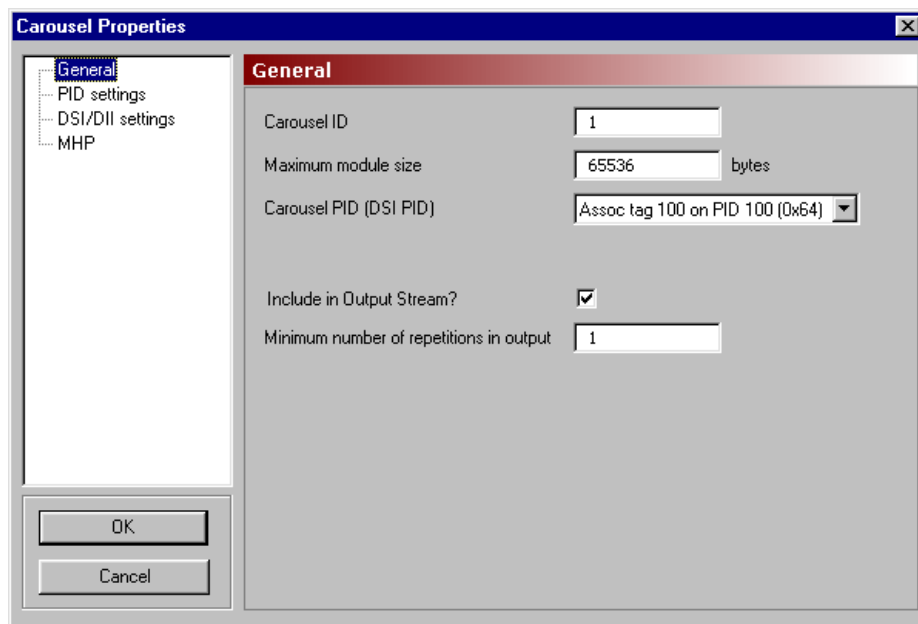 Carousel Properties
General
PID settings
DSI/DII settings
MHP
OK
Cancel
General
Carousel ID 1
Maximum module size 65536 bytes
Carousel PID (DSI PID) Assoc tag 100 on PID 100 (0x64)
Include in Output Stream?
Minimum number of repetitions in output 1